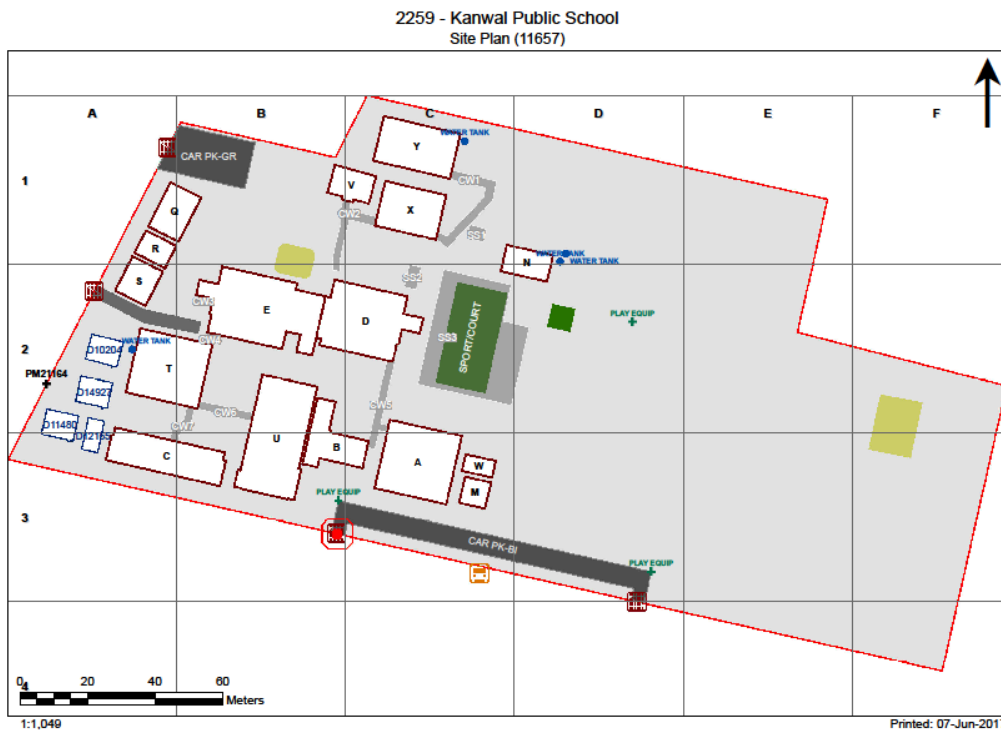 2259 - Kanwal Public School
Site Plan (11657)
A B C D E F
1
CAR PK-GR
Y
WATER TANK
V
CW1
Q
X
CW2
SS1
R
N
WATER TANK
WATER TANK
S
SS2
CW3
E
D
PLAY EQUIP
SPORT/COURT
SS3
2
D10204
WATER TANK
CW4
T
PM21164
D14927
CW6
CW5
D11480
CW7
D12155
U
B
C
A
W
M
PLAY EQUIP
3
CAR PK-BI
PLAY EQUIP
4
0 20 40 60
Meters
1:1,049
Printed: 07-Jun-2017